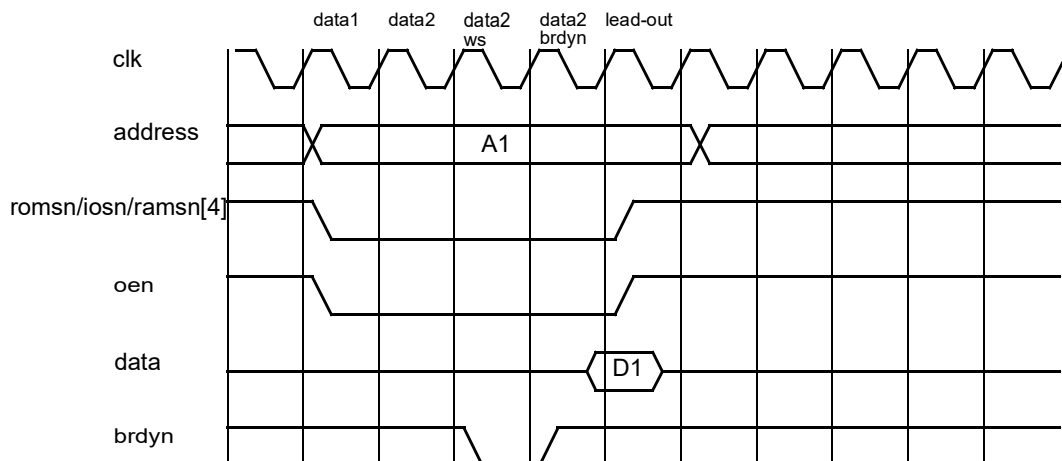 data1 data2 data2 data2 lead-out
ws brdyn
clk
address
A1
romsn/iosn/ramsn[4]
oen
data
D1
brdyn